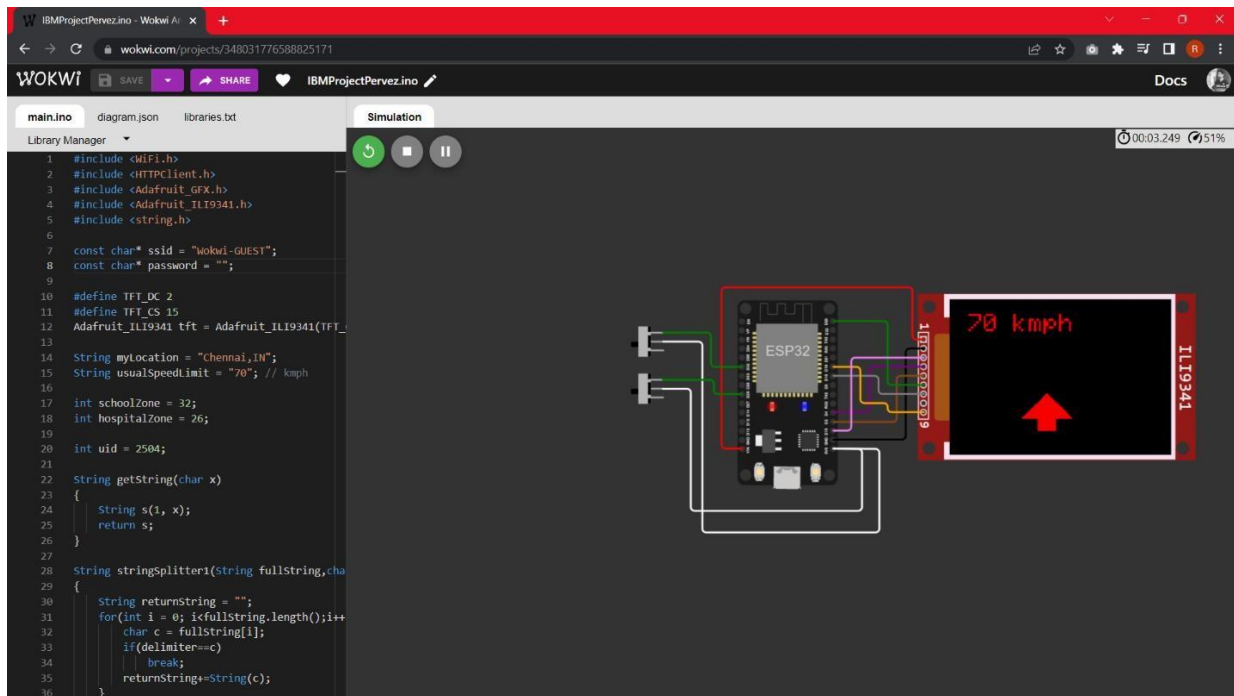 IBMProjectPervez.ino - Wokwi Ar
wokwi.com/projects/348031776588825171
R
WOKWI
SAVE
SHARE
IBMProjectPervez.ino
Docs
main.ino
diagram.json
libraries.txt
Simulation
Library Manager
00:03.249
51%
1 #include <WiFi.h>
2 #include <HTTPClient.h>
3 #include <Adafruit_GFX.h>
4 #include <Adafruit_ILI9341.h>
5 #include <string.h>
6
7 const char* ssid = "Wokwi-GUEST";
8 const char* password = "";
9
10 #define TFT_DC 2
11 #define TFT_CS 15
12 Adafruit_ILI9341 tft = Adafruit_ILI9341(TFT_
13
14 String myLocation = "Chennai,IN";
15 String usualSpeedLimit = "70"; // kmph
16
17 int schoolZone = 32;
18 int hospitalZone = 26;
19
20 int uid = 2504;
21
22 String getString(char x)
23 {
24 String s(1, x);
25 return s;
26 }
27
28 String stringSplitter1(String fullString,cha
29 {
30 String returnString = "";
31 for(int i = 0; i<fullString.length();i++
32 char c = fullString[i];
33 if(delimiter==c)
34 break;
35 returnString+=String(c);
36 }
ESP32
1
9
70 kmph
ILI9341